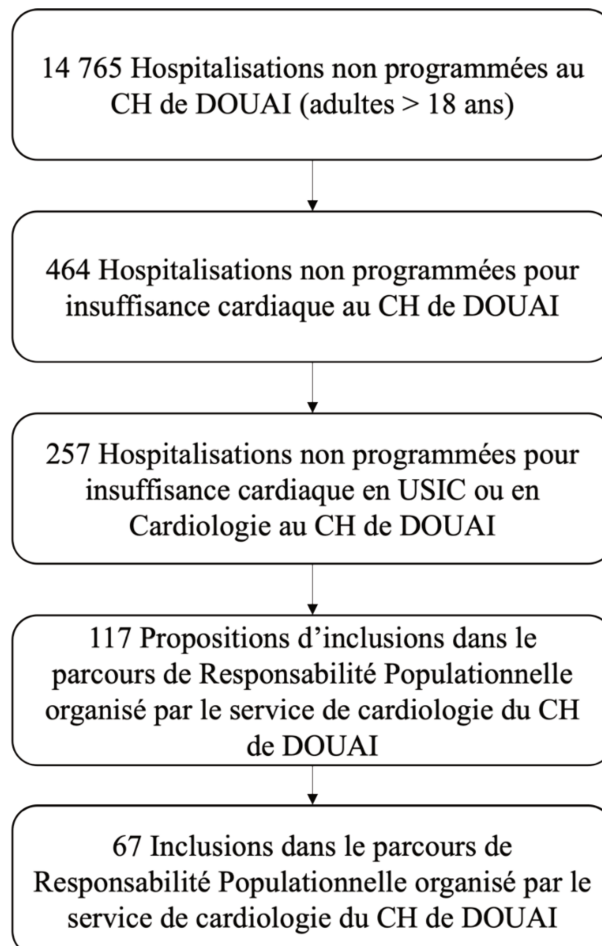 14 765 Hospitalisations non programmées au
CH de DOUAI (adultes > 18 ans)
464 Hospitalisations non programmées pour
insuffisance cardiaque au CH de DOUAI
257 Hospitalisations non programmées pour
insuffisance cardiaque en USIC ou en
Cardiologie au CH de DOUAI
117 Propositions d’inclusions dans le
parcours de Responsabilité Populationnelle
organisé par le service de cardiologie du CH
de DOUAI
67 Inclusions dans le parcours de
Responsabilité Populationnelle organisé par le
service de cardiologie du CH de DOUAI